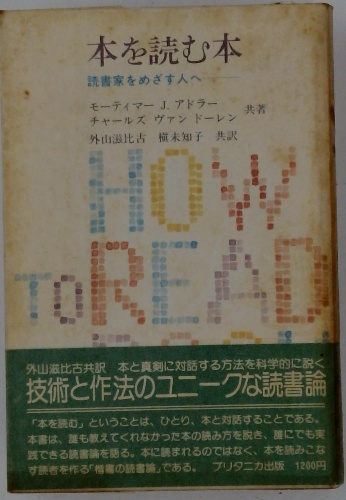 本を読む本
読書家をめざす人へ
モーティマー J. アドラー
チャールズ ヴァン ドーレン 共著
外山滋比古 槇未知子 共訳
HOW
TO READ
外山滋比古共訳 本と真剣に対話する方法を科学的に説く
技術と作法のユニークな読書論
「本を読む」ということは、ひとり、本と対話することである。
本書は、誰も教えてくれなかった本の読み方を説き、誰にでも実
践できる読書論を語る。本に読まれるのではなく、本を読みこな
す読者を作る「楷書の読書論」である。 ブリタニカ出版 1200円